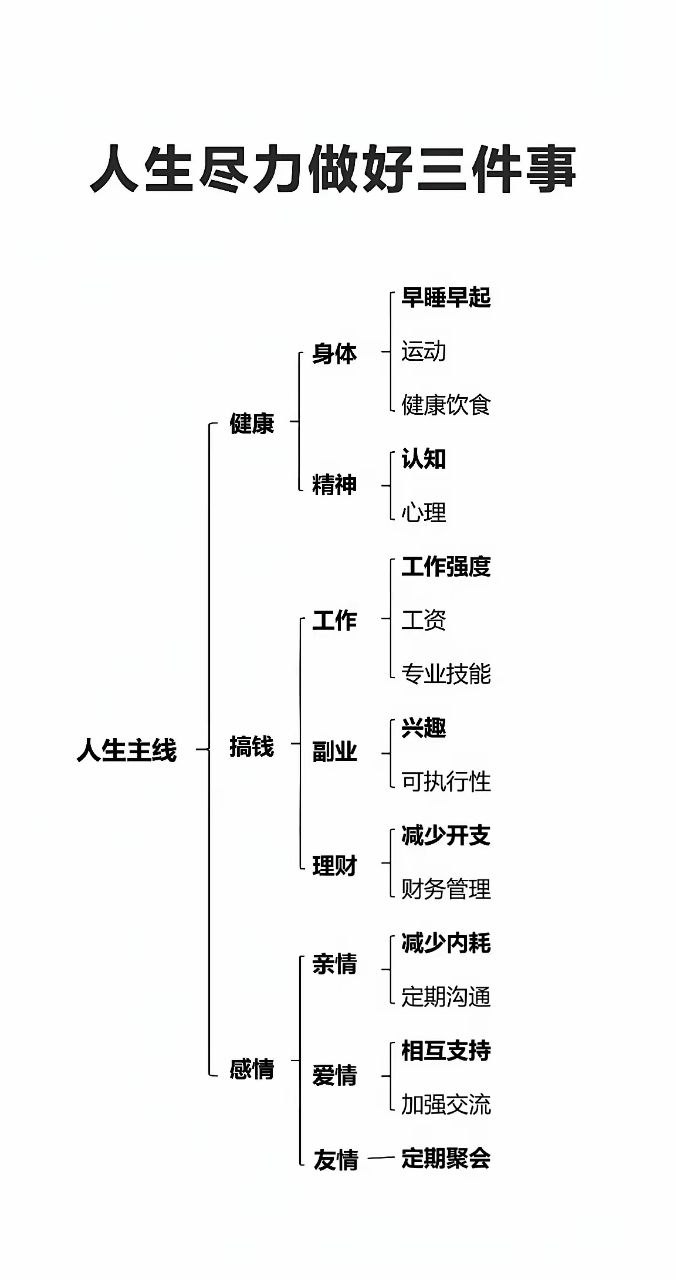 人生尽力做好三件事
早睡早起
身体
运动
健康饮食
健康
认知
精神
心理
工作强度
工作
工资
专业技能
人生主线
搞钱
兴趣
副业
可执行性
减少开支
理财
财务管理
减少内耗
亲情
定期沟通
感情
相互支持
爱情
加强交流
友情
定期聚会